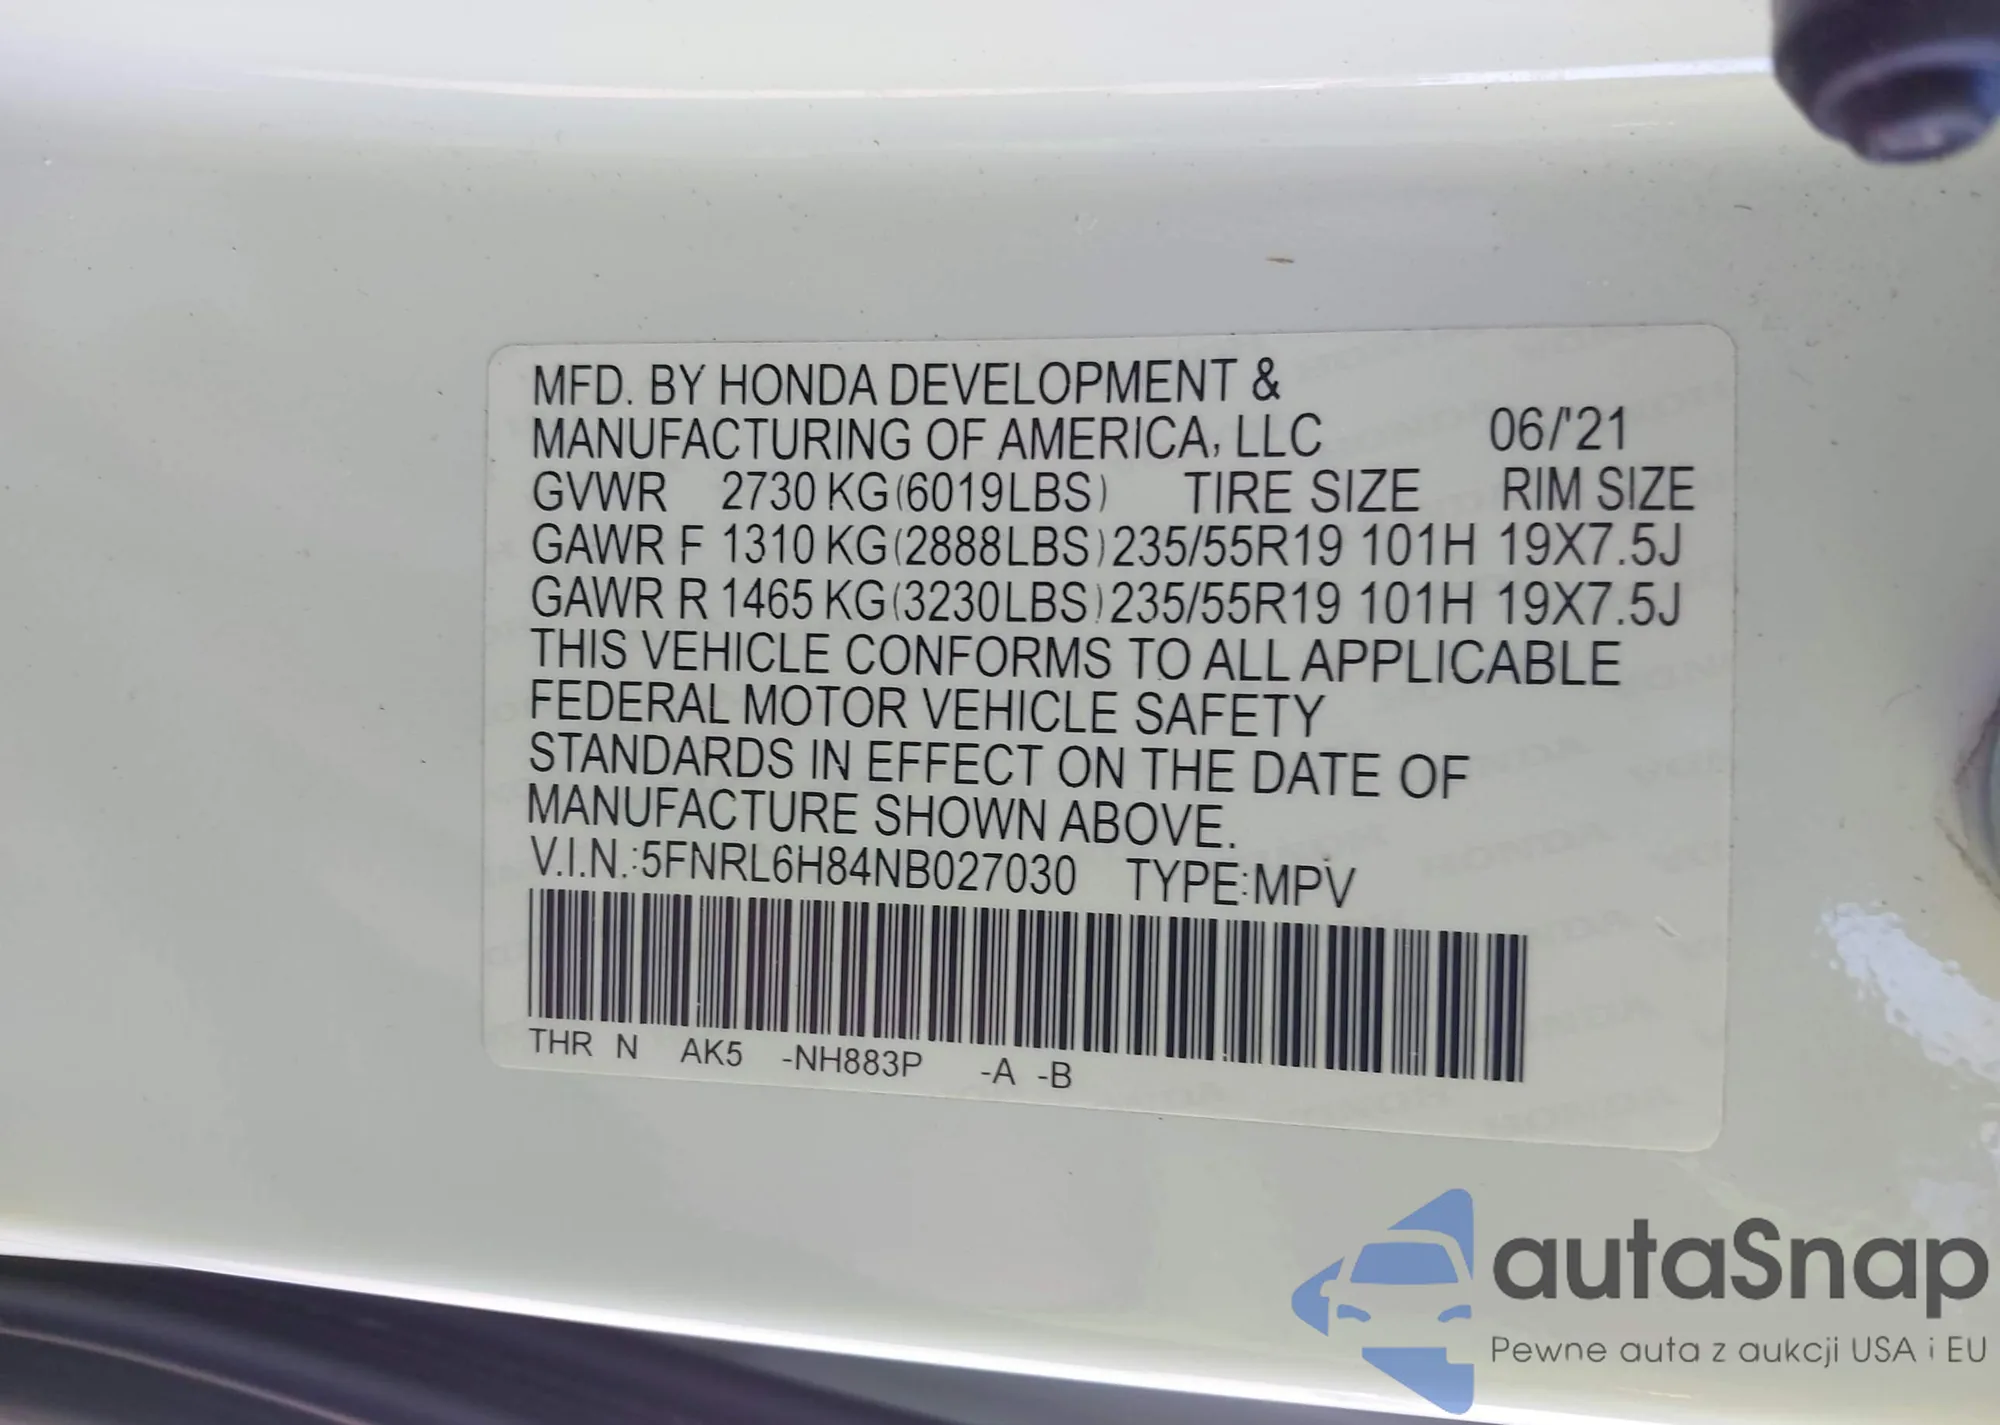 MFD. BY HONDA DEVELOPMENT &
MANUFACTURING OF AMERICA, LLC 06/'21
GVWR 2730 KG(6019LBS) TIRE SIZE RIM SIZE
GAWR F 1310 KG(2888LBS) 235/55R19 101H 19X7.5J
GAWR R 1465 KG(3230LBS) 235/55R19 101H 19X7.5J
THIS VEHICLE CONFORMS TO ALL APPLICABLE
FEDERAL MOTOR VEHICLE SAFETY
STANDARDS IN EFFECT ON THE DATE OF
MANUFACTURE SHOWN ABOVE.
V.I.N.:5FNRL6H84NB027030 TYPE:MPV
THR N AK5 -NH883P -A -B
autaSnap
Pewne auta z aukcji USA i EU